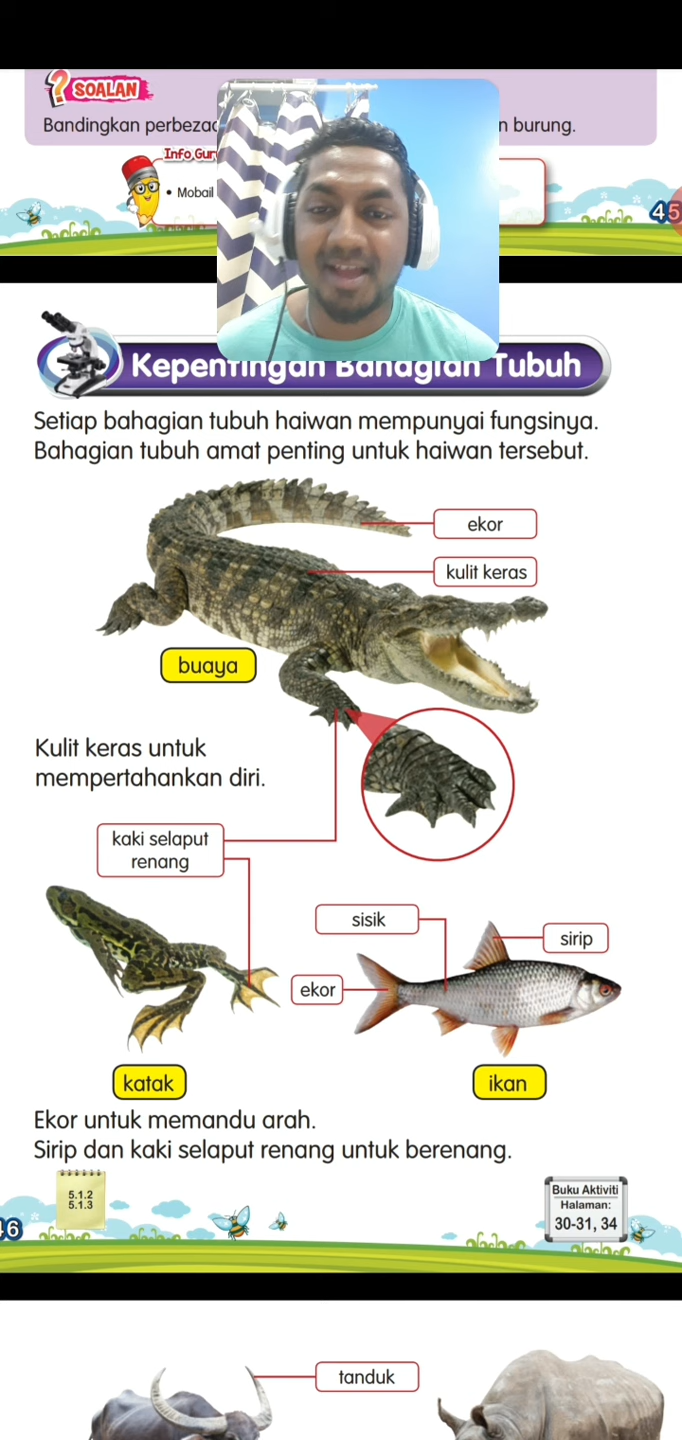 SOALAN
Bandingkan
n burung.
Info
• Mobail
45
Kepentingan Bahagian Tubuh
Setiap bahagian tubuh haiwan mempunyai fungsinya.
Bahagian tubuh amat penting untuk haiwan tersebut.
ekor
kulit keras
buaya
Kulit keras untuk
mempertahankan diri.
kaki selaput
renang
sisik
sirip
ekor
katak
ikan
Ekor untuk memandu arah.
Sirip dan kaki selaput renang untuk berenang.
5.1.2
5.1.3
Buku Aktiviti
Halaman:
30-31, 34
tanduk